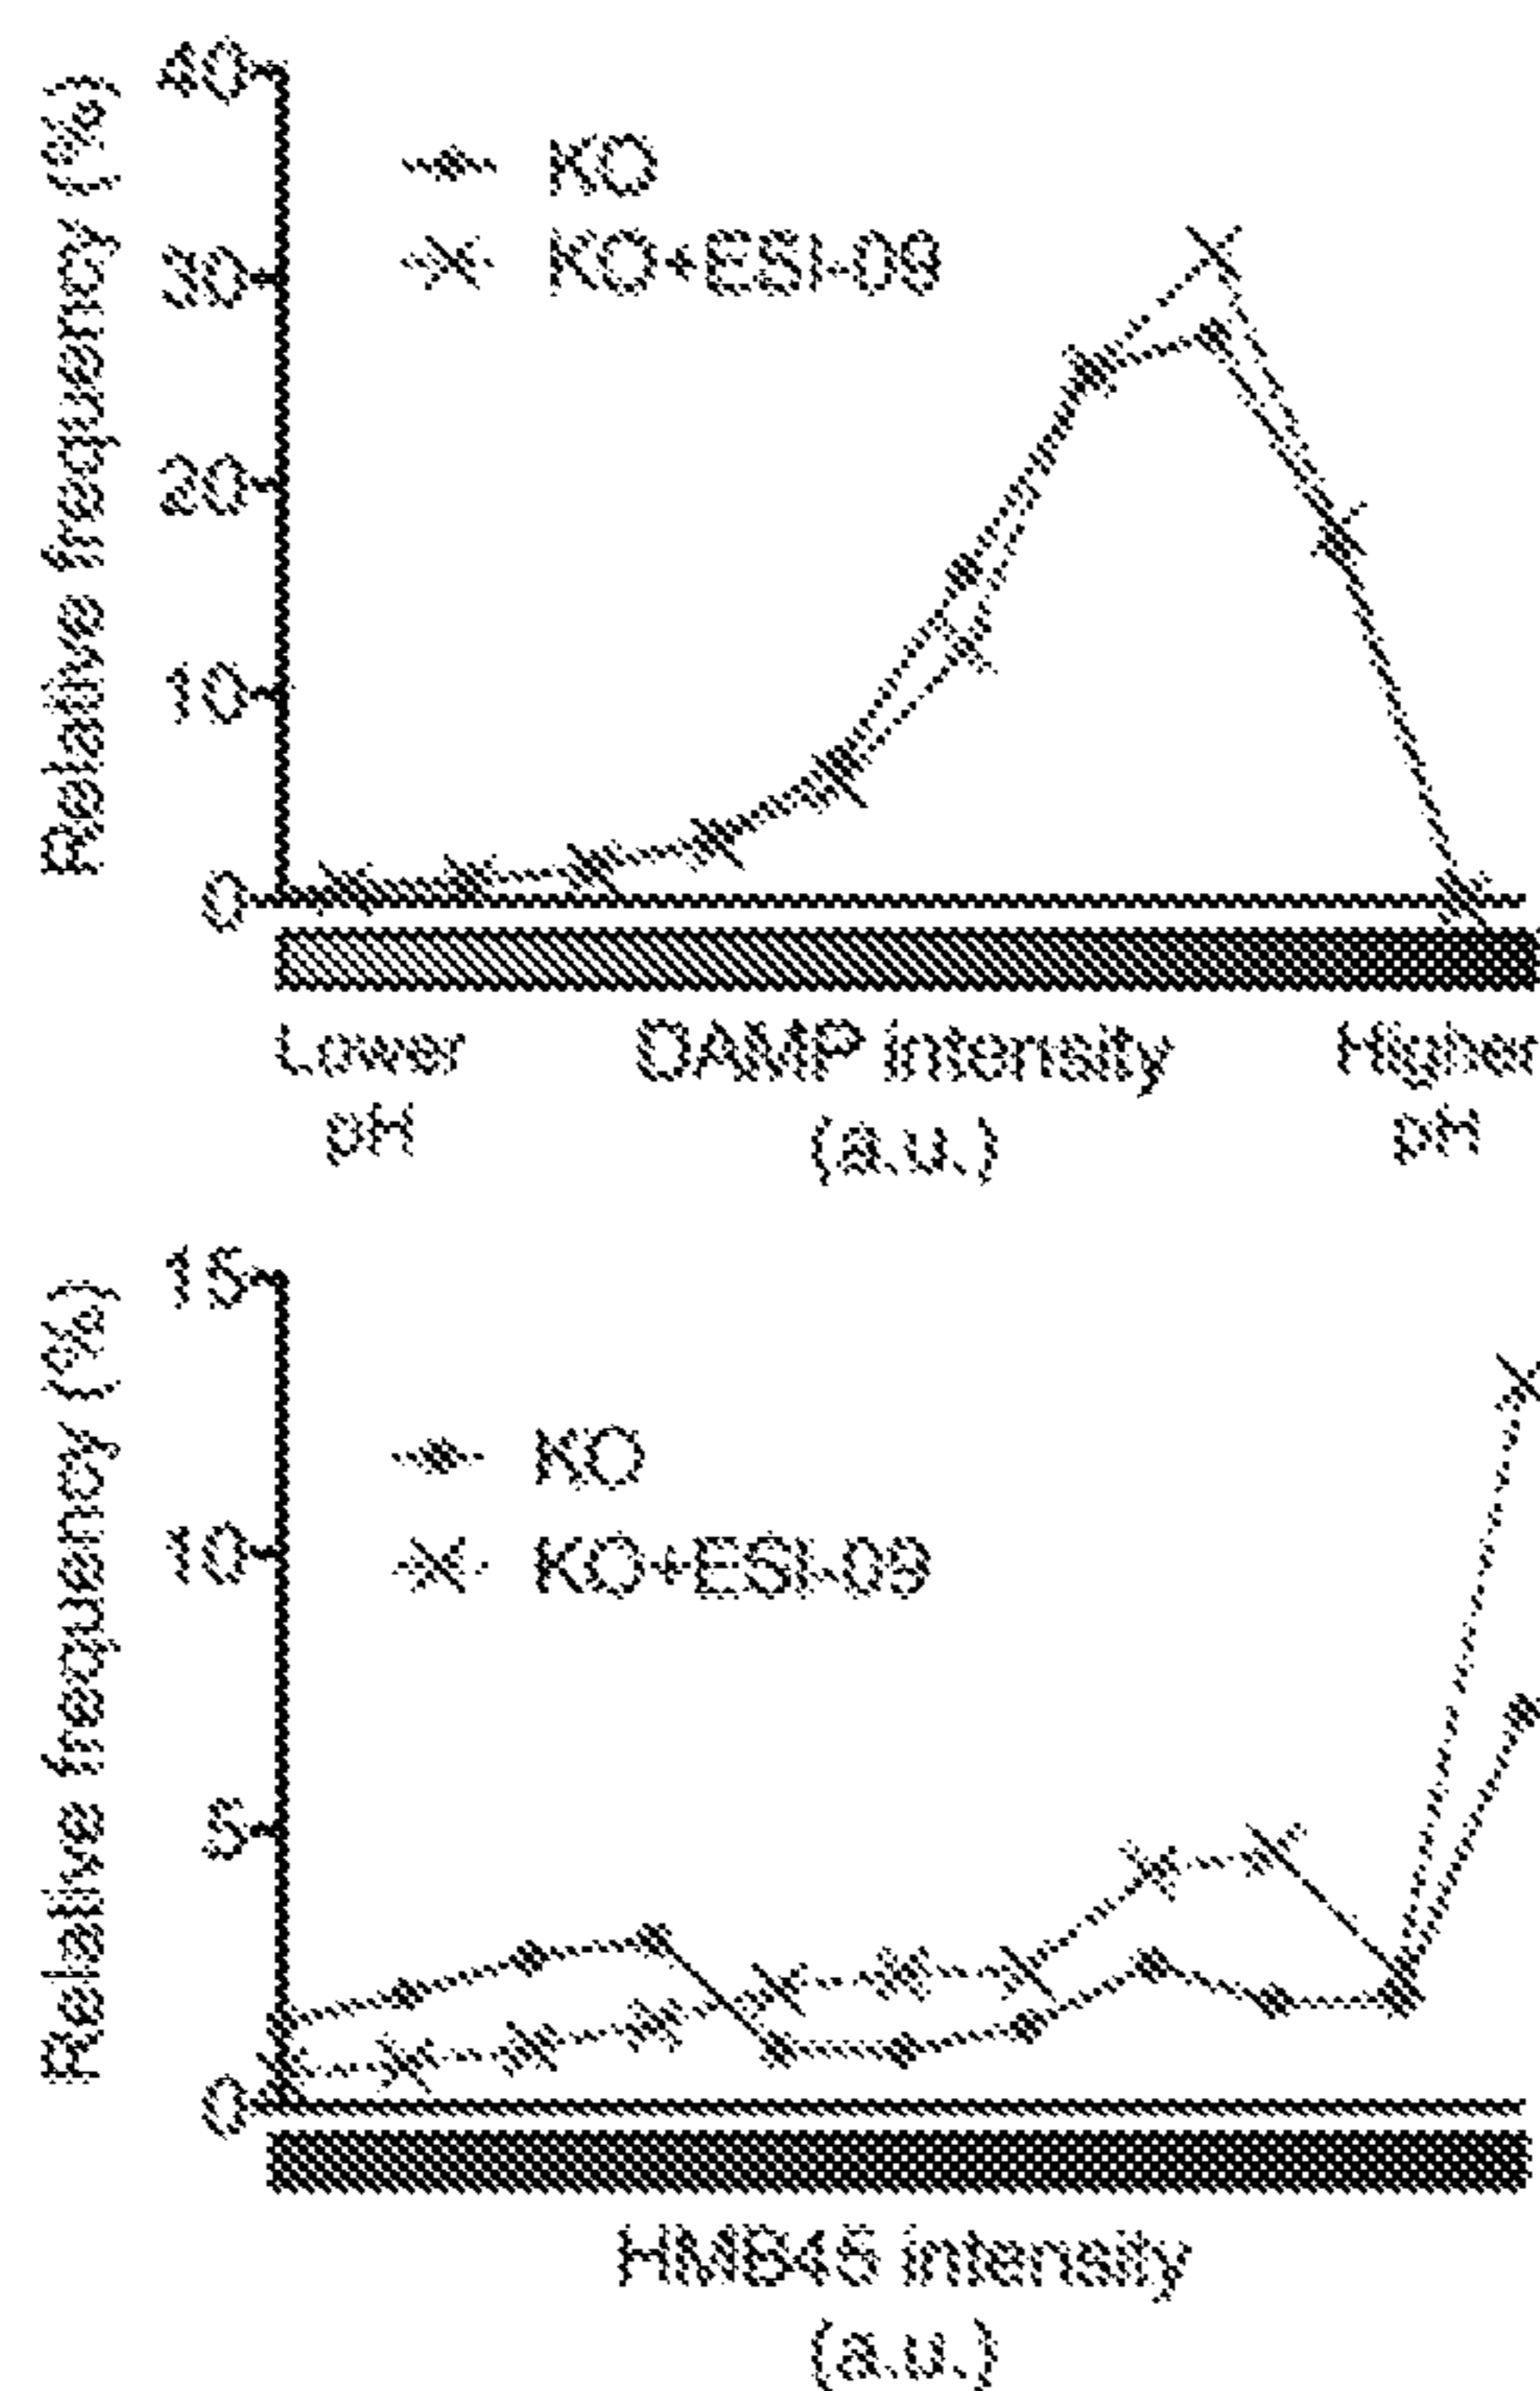 Relative frequency (%)
40
30
20
10
0
KO
KO+ESI-09
Lower
pH
DAMP intensity
(a.u.)
Higher
pH
Relative frequency (%)
15
10
5
0
KO
KO+ESI-09
HMB45 intensity
(a.u.)